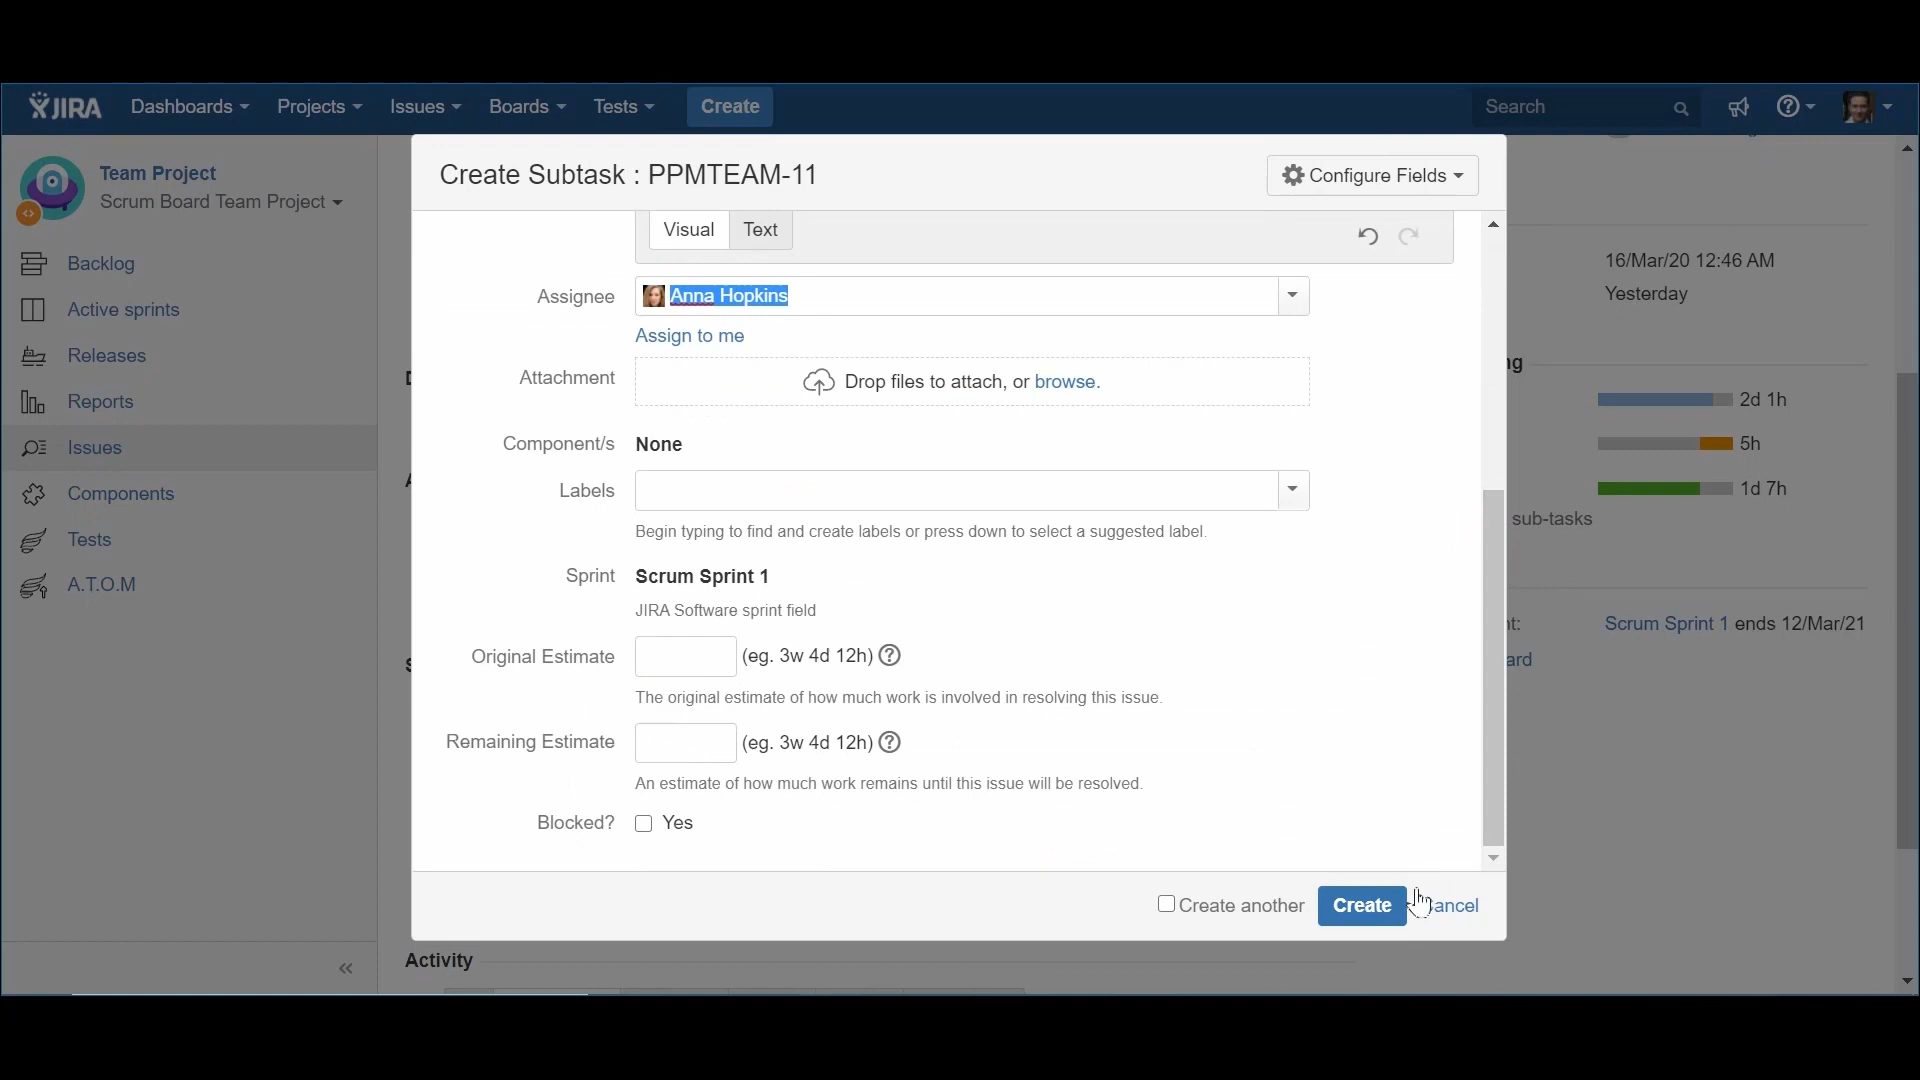 JIRA Dashboards Projects Issues Boards Tests Create Search
Team Project
Scrum Board Team Project
Backlog
Active sprints
Releases
Reports
Issues
Components
Tests
A.T.O.M
Create Subtask : PPMTEAM-11
Configure Fields
Visual Text
Assignee Anna Hopkins
Assign to me
Attachment Drop files to attach, or browse.
Component/s None
Labels
Begin typing to find and create labels or press down to select a suggested label.
Sprint Scrum Sprint 1
JIRA Software sprint field
Original Estimate (eg. 3w 4d 12h)
The original estimate of how much work is involved in resolving this issue.
Remaining Estimate (eg. 3w 4d 12h)
An estimate of how much work remains until this issue will be resolved.
Blocked? Yes
Create another Create ancel
16/Mar/20 12:46 AM
Yesterday
2d 1h
5h
1d 7h
sub-tasks
Scrum Sprint 1 ends 12/Mar/21
Activity